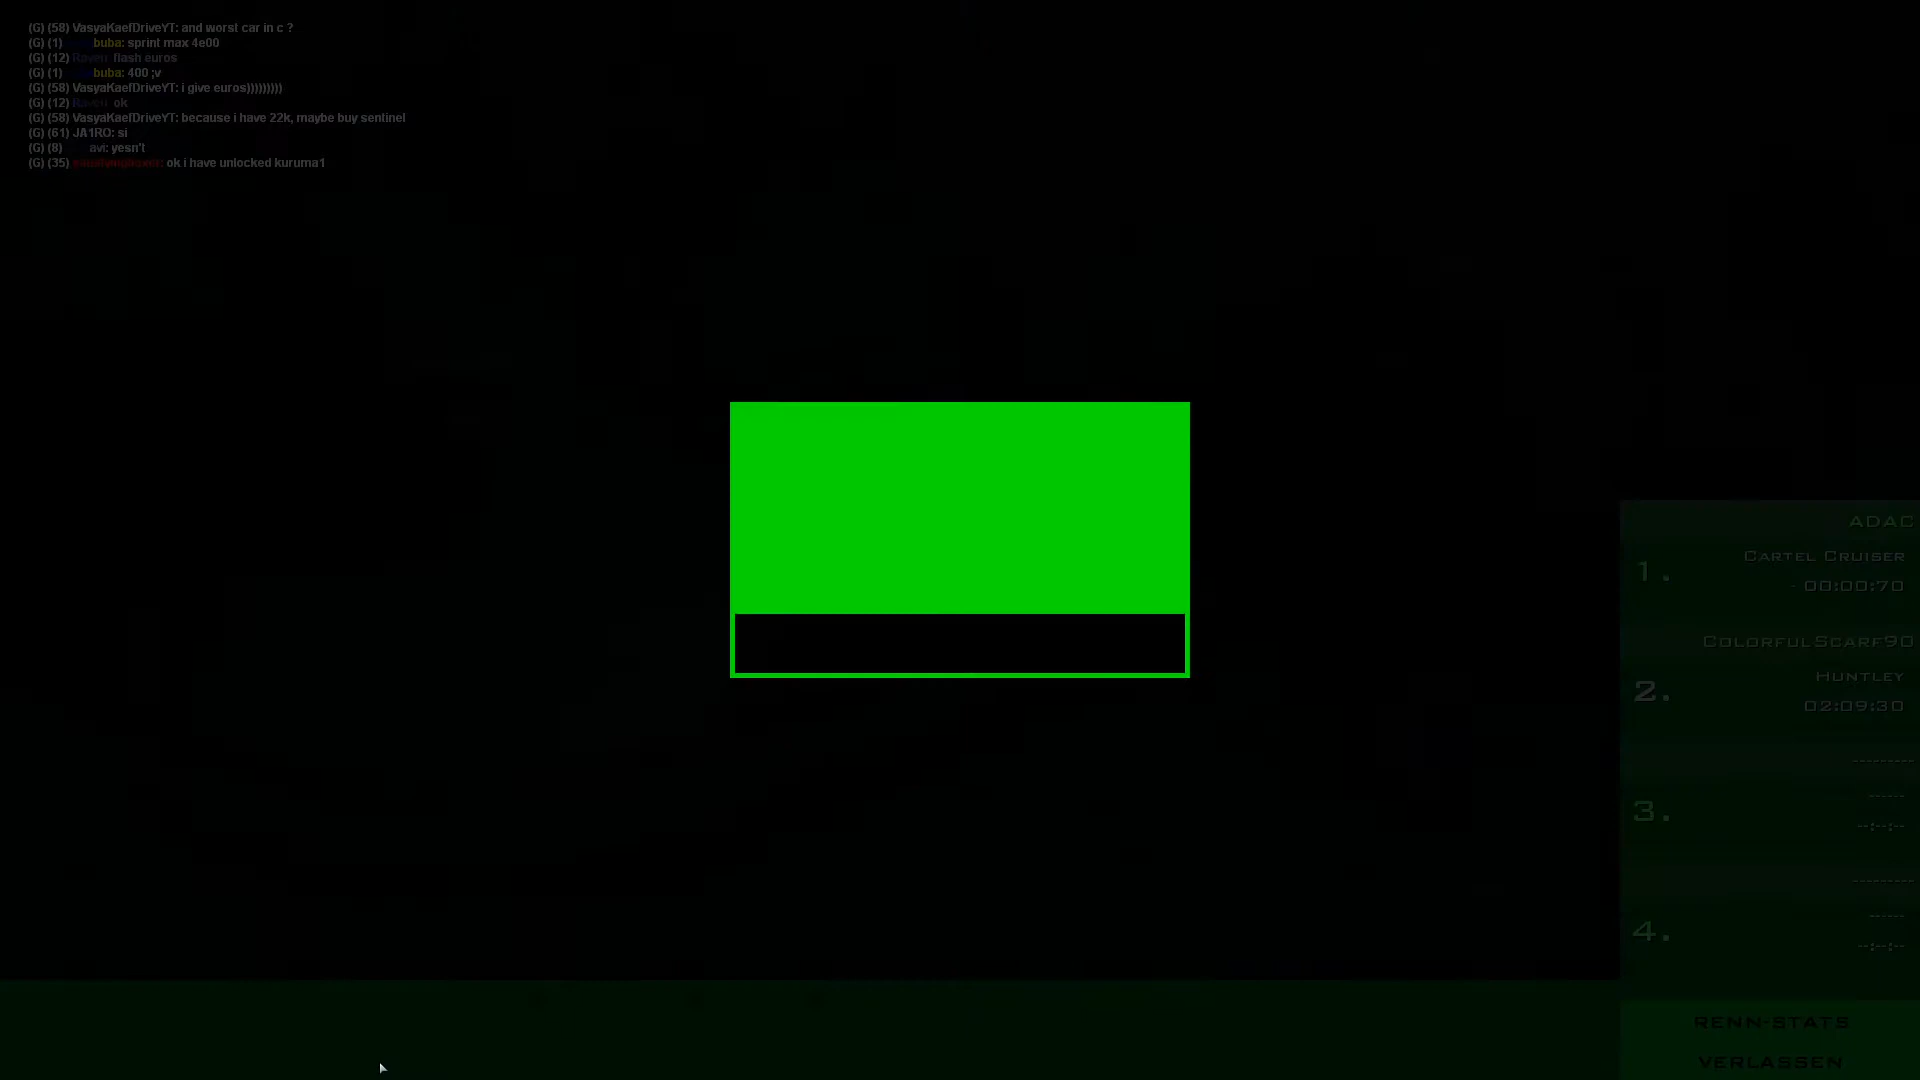 (G) (58) VasyaKaefDriveYT: and worst car in c ?
(G) (1) buba: sprint max 4e00
(G) (12) Raven: flash euros
(G) (1) buba: 400 ;v
(G) (58) VasyaKaefDriveYT: i give euros)))))))))
(G) (12) Raven: ok
(G) (58) VasyaKaefDriveYT: because i have 22k, maybe buy sentinel
(G) (61) JA1RO: si
(G) (8) avi: yesn't
(G) (35) ok i have unlocked kuruma1
ADAC
1.
Cartel Cruiser
- 00:00:70
ColorfulScarf90
2.
Huntley
02:09:30
---------
3.
------
--:--:--
---------
4.
------
--:--:--
RENN-STATS
VERLASSEN